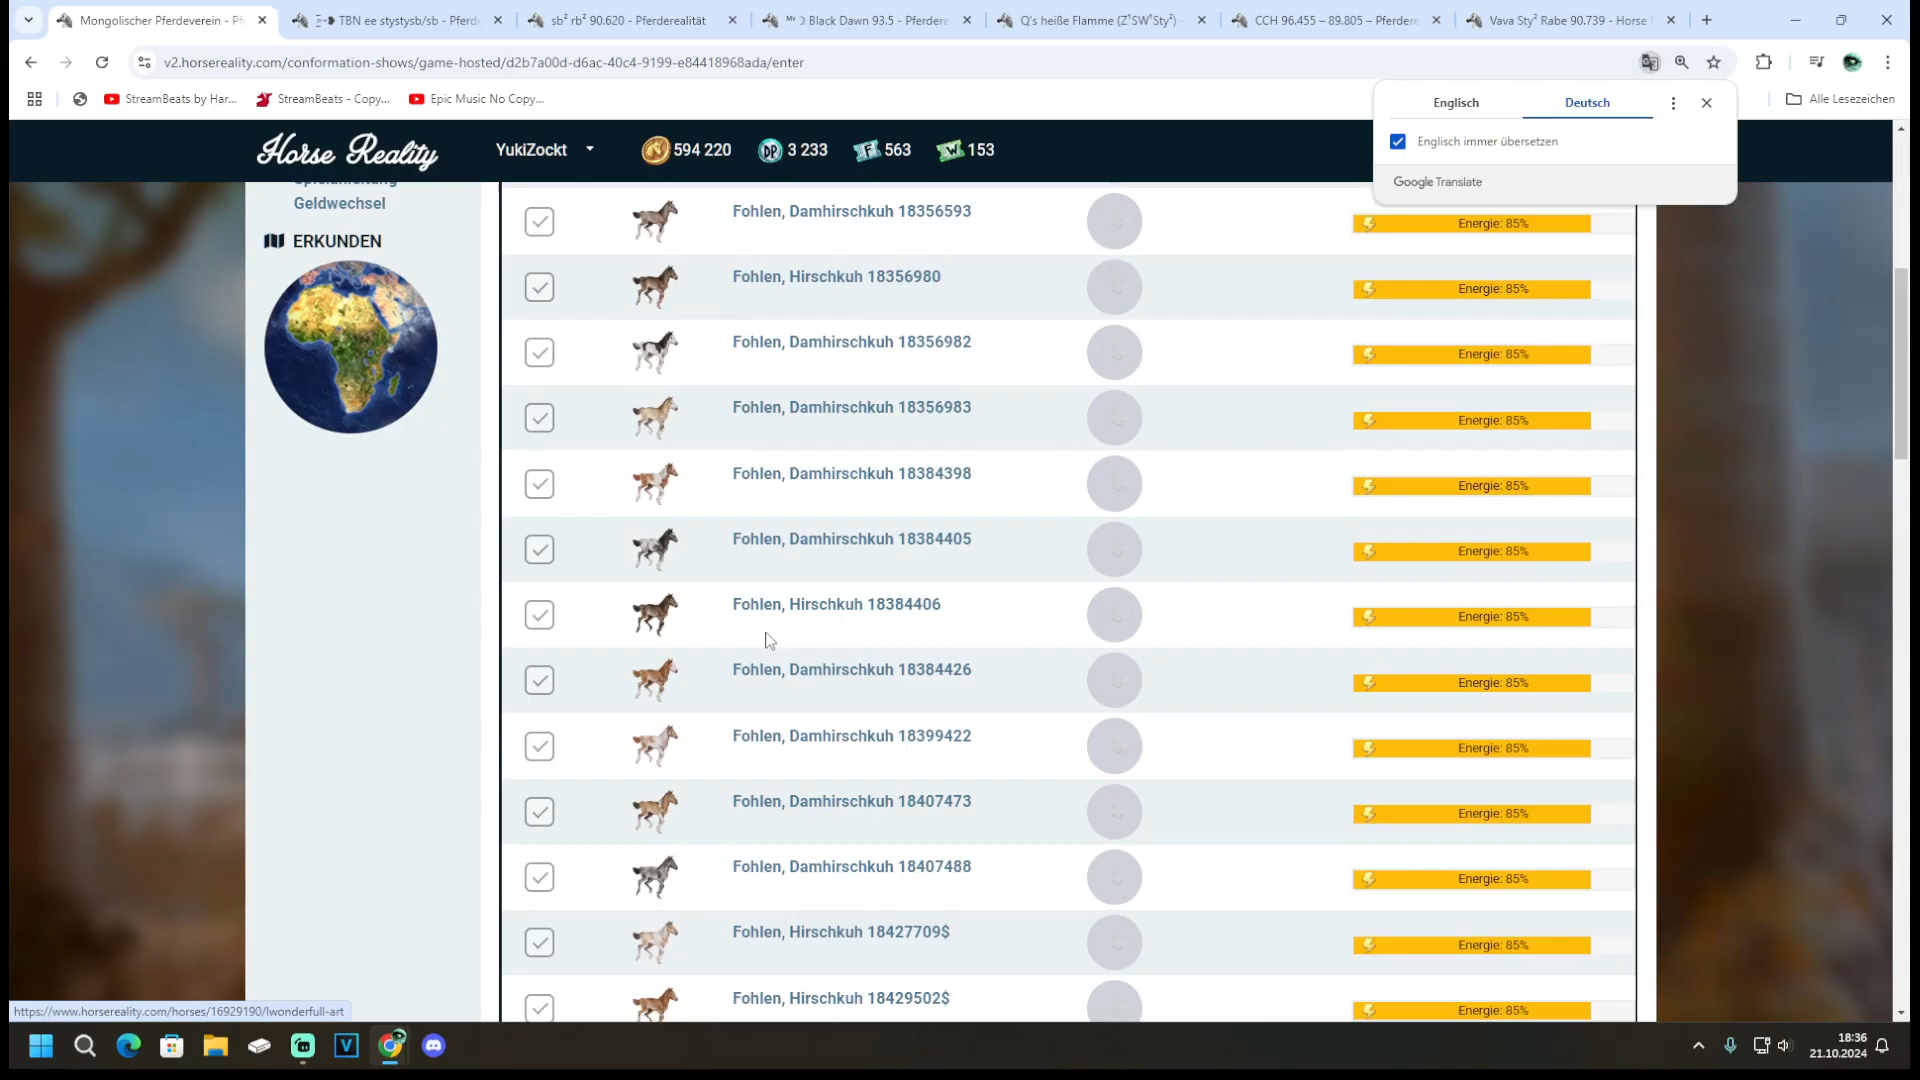 Mongolischer Pferdeverein - Pf
TBN ee stystysb/sb - Pferde
sb² rb² 90.620 - Pferderealität
Black Dawn 93.5 - Pferdere
Q's heiße Flamme (Z¹SW¹Sty²) -
CCH 96.455 – 89.805 – Pferdere
Vava Sty² Rabe 90.739 - Horse R
v2.horsereality.com/conformation-shows/game-hosted/d2b7a00d-d6ac-40c4-9199-e84418968ada/enter
StreamBeats by Har...
StreamBeats - Copy...
Epic Music No Copy...
Alle Lesezeichen
Englisch
Deutsch
Englisch immer übersetzen
Google Translate
Horse Reality
YukiZockt
594 220
DP
3 233
F
563
W
153
Spielanleitung
Geldwechsel
ERKUNDEN
Fohlen, Damhirschkuh 18356593
Energie: 85%
Fohlen, Hirschkuh 18356980
Energie: 85%
Fohlen, Damhirschkuh 18356982
Energie: 85%
Fohlen, Damhirschkuh 18356983
Energie: 85%
Fohlen, Damhirschkuh 18384398
Energie: 85%
Fohlen, Damhirschkuh 18384405
Energie: 85%
Fohlen, Hirschkuh 18384406
Energie: 85%
Fohlen, Damhirschkuh 18384426
Energie: 85%
Fohlen, Damhirschkuh 18399422
Energie: 85%
Fohlen, Damhirschkuh 18407473
Energie: 85%
Fohlen, Damhirschkuh 18407488
Energie: 85%
Fohlen, Hirschkuh 18427709$
Energie: 85%
Fohlen, Hirschkuh 18429502$
Energie: 85%
https://www.horsereality.com/horses/16929190/lwonderfull-art
18:36
21.10.2024